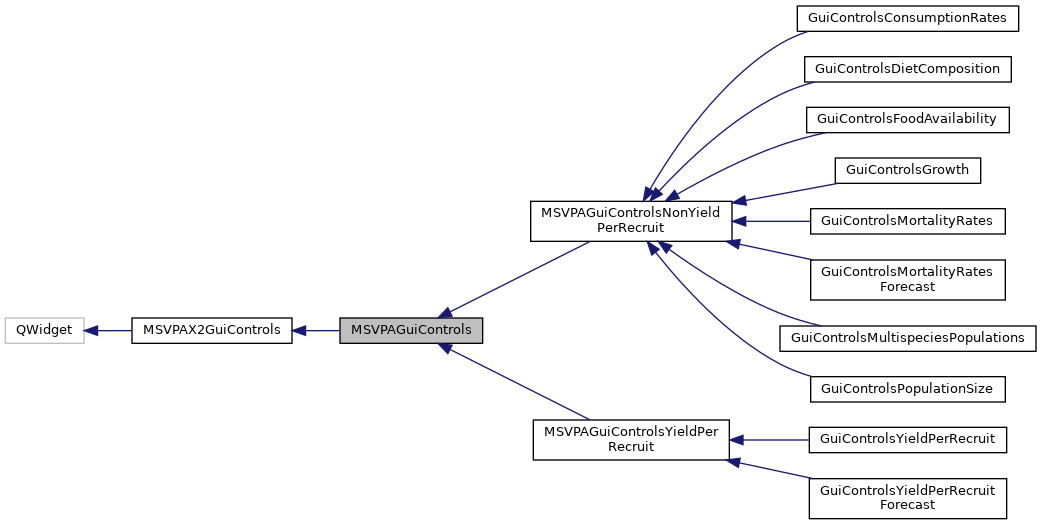 GuiControlsConsumptionRates
GuiControlsDietComposition
GuiControlsFoodAvailability
GuiControlsGrowth
MSVPAGuiControlsNonYield
PerRecruit
GuiControlsMortalityRates
GuiControlsMortalityRates
Forecast
QWidget
MSVPAX2GuiControls
MSVPAGuiControls
GuiControlsMultispeciesPopulations
GuiControlsPopulationSize
MSVPAGuiControlsYieldPer
Recruit
GuiControlsYieldPerRecruit
GuiControlsYieldPerRecruit
Forecast